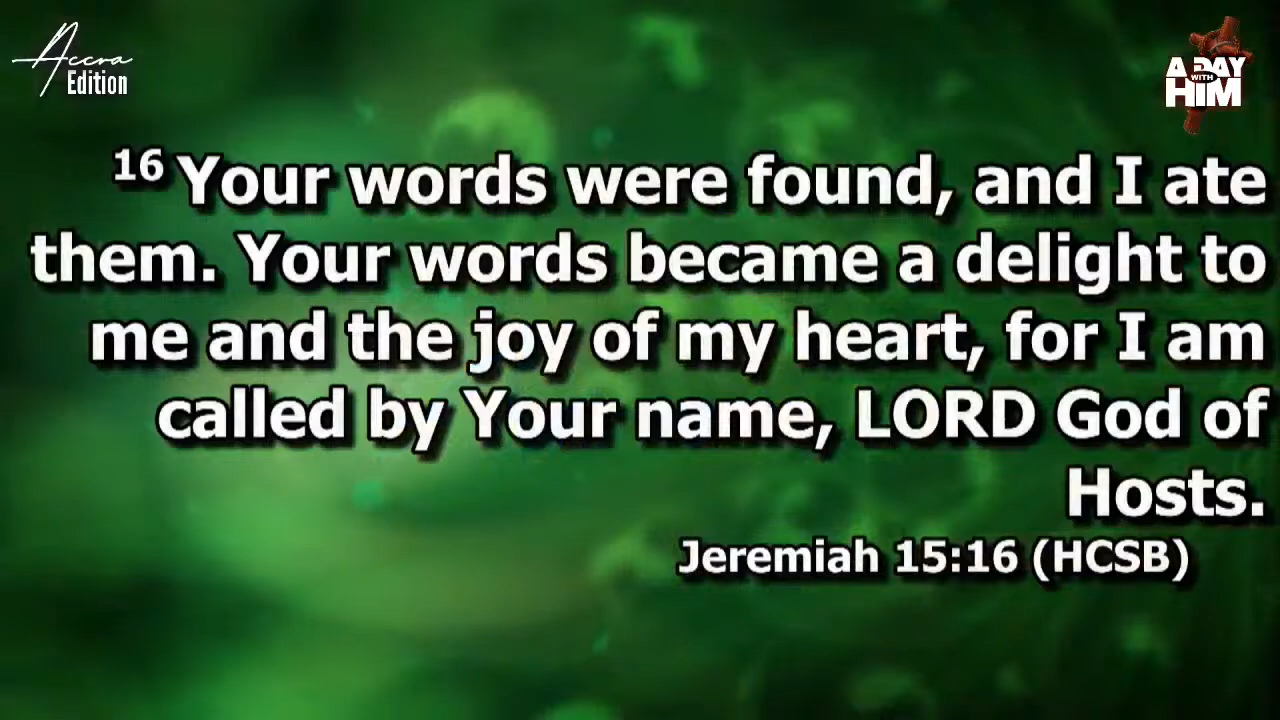 Accra
Edition
A DAY
WITH
HIM
16 Your words were found, and I ate
them. Your words became a delight to
me and the joy of my heart, for I am
called by Your name, LORD God of
Hosts.
Jeremiah 15:16 (HCSB)